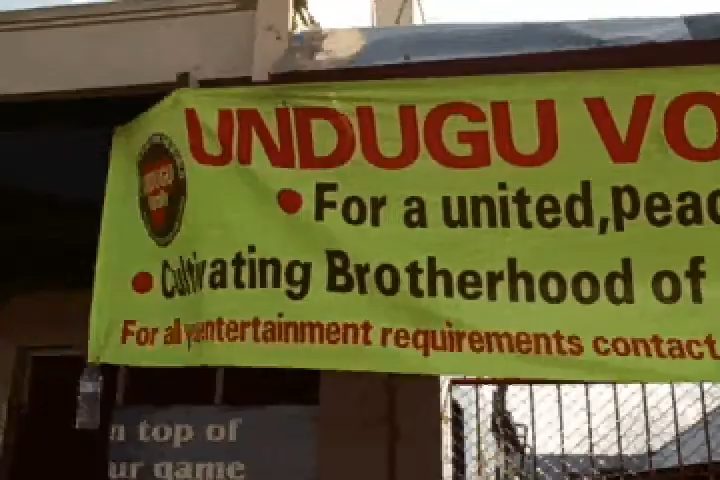 UNDUGU VO
• For a united,peac
• Cultivating Brotherhood of
For all entertainment requirements contact
n top of
ur game